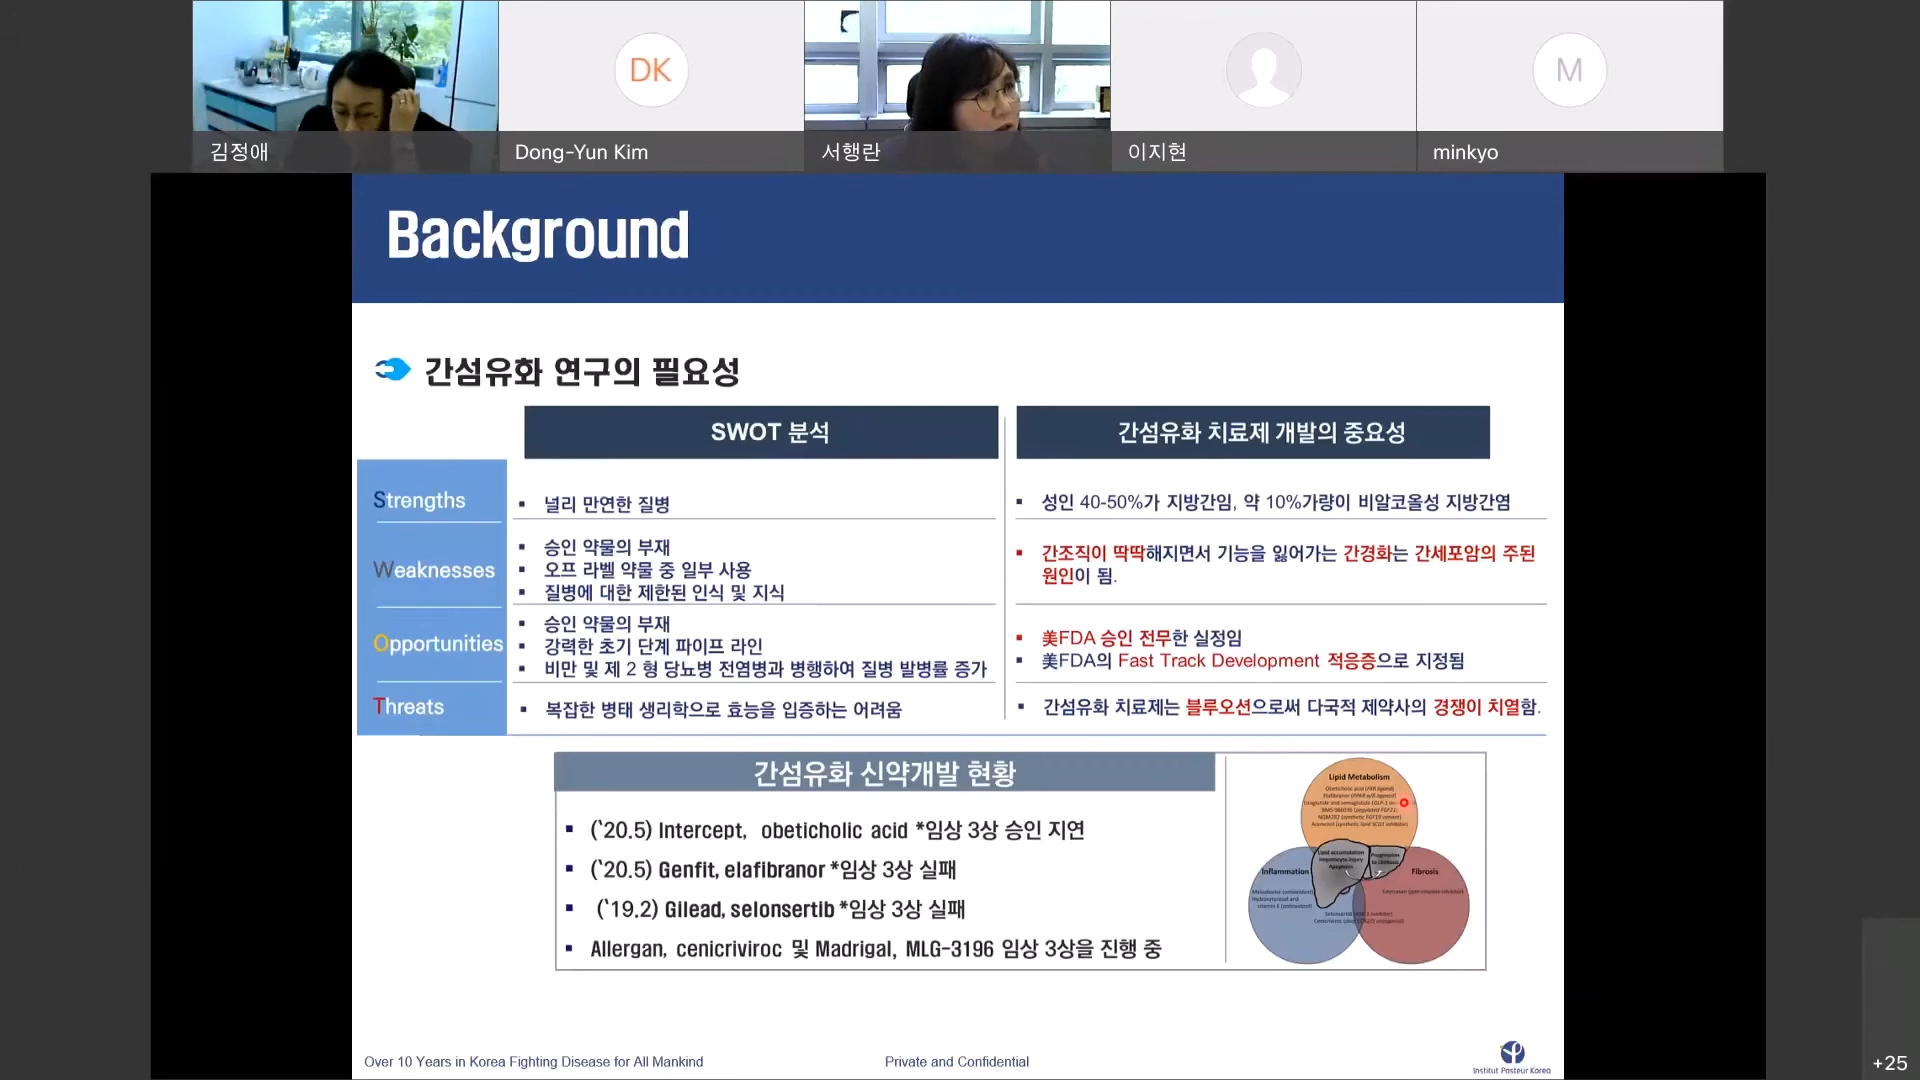 DK
M
김정애
Dong-Yun Kim
서행란
이지현
minkyo
Background
간섬유화 연구의 필요성
SWOT 분석
간섬유화 치료제 개발의 중요성
Strengths
▪ 널리 만연한 질병
▪ 성인 40-50%가 지방간임, 약 10%가량이 비알코올성 지방간염
Weaknesses
▪ 승인 약물의 부재
▪ 오프 라벨 약물 중 일부 사용
▪ 질병에 대한 제한된 인식 및 지식
▪ 간조직이 딱딱해지면서 기능을 잃어가는 간경화는 간세포암의 주된
원인이 됨.
Opportunities
▪ 승인 약물의 부재
▪ 강력한 초기 단계 파이프 라인
▪ 비만 및 제 2 형 당뇨병 전염병과 병행하여 질병 발병률 증가
▪ 美FDA 승인 전무한 실정임
▪ 美FDA의 Fast Track Development 적응증으로 지정됨
Threats
▪ 복잡한 병태 생리학으로 효능을 입증하는 어려움
▪ 간섬유화 치료제는 블루오션으로써 다국적 제약사의 경쟁이 치열함.
간섬유화 신약개발 현황
▪ (`20.5) Intercept, obeticholic acid *임상 3상 승인 지연
▪ (`20.5) Genfit, elafibranor *임상 3상 실패
▪ (`19.2) Gilead, selonsertib *임상 3상 실패
▪ Allergan, cenicriviroc 및 Madrigal, MLG-3196 임상 3상을 진행 중
Lipid Metabolism
Obeticholic acid (FXR ligand)
Lipid accumulation
Hepatocyte injury
Apoptosis
Progression
to cirrhosis
Inflammation
Fibrosis
Over 10 Years in Korea Fighting Disease for All Mankind
Private and Confidential
Institut Pasteur Korea
+25